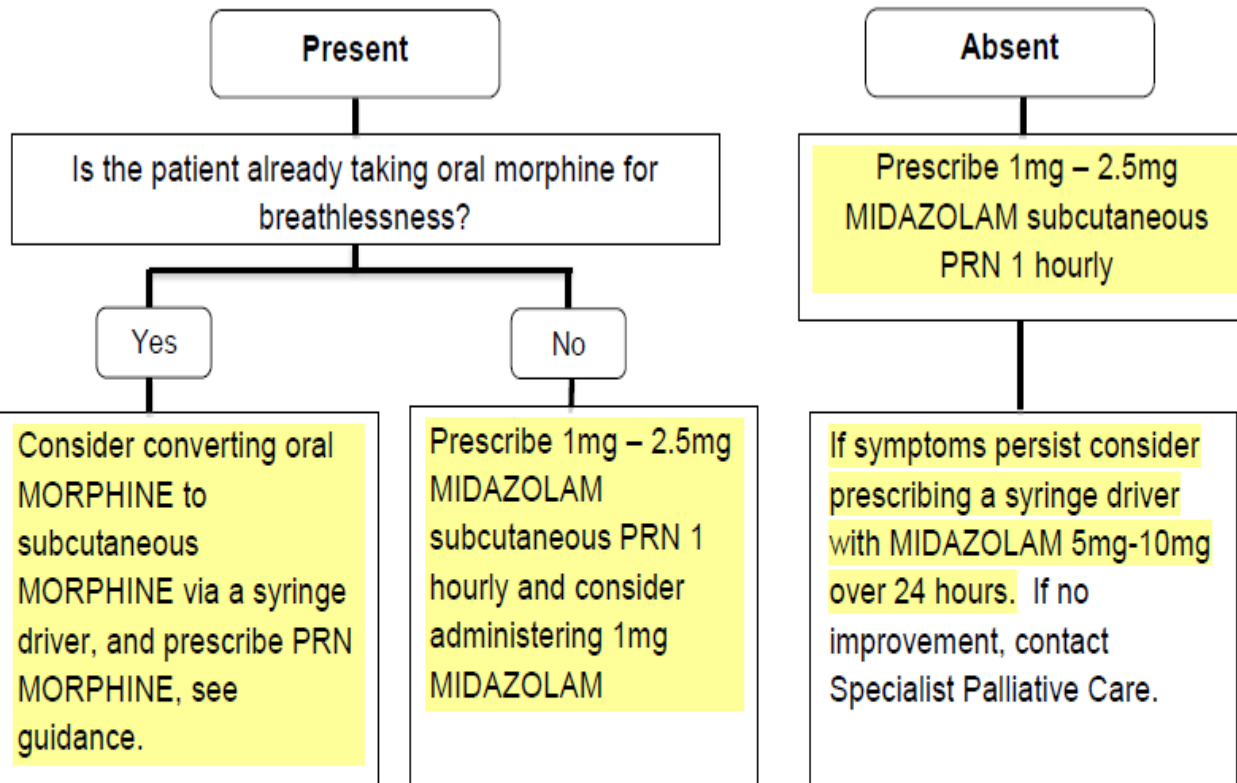 Present
Is the patient already taking oral morphine for
breathlessness?
Yes
Consider converting oral
MORPHINE to
subcutaneous
MORPHINE via a syringe
driver, and prescribe PRN
MORPHINE, see
guidance.
No
Prescribe 1mg – 2.5mg
MIDAZOLAM
subcutaneous PRN 1
hourly and consider
administering 1mg
MIDAZOLAM
Absent
Prescribe 1mg – 2.5mg
MIDAZOLAM subcutaneous
PRN 1 hourly
If symptoms persist consider
prescribing a syringe driver
with MIDAZOLAM 5mg-10mg
over 24 hours. If no
improvement, contact
Specialist Palliative Care.